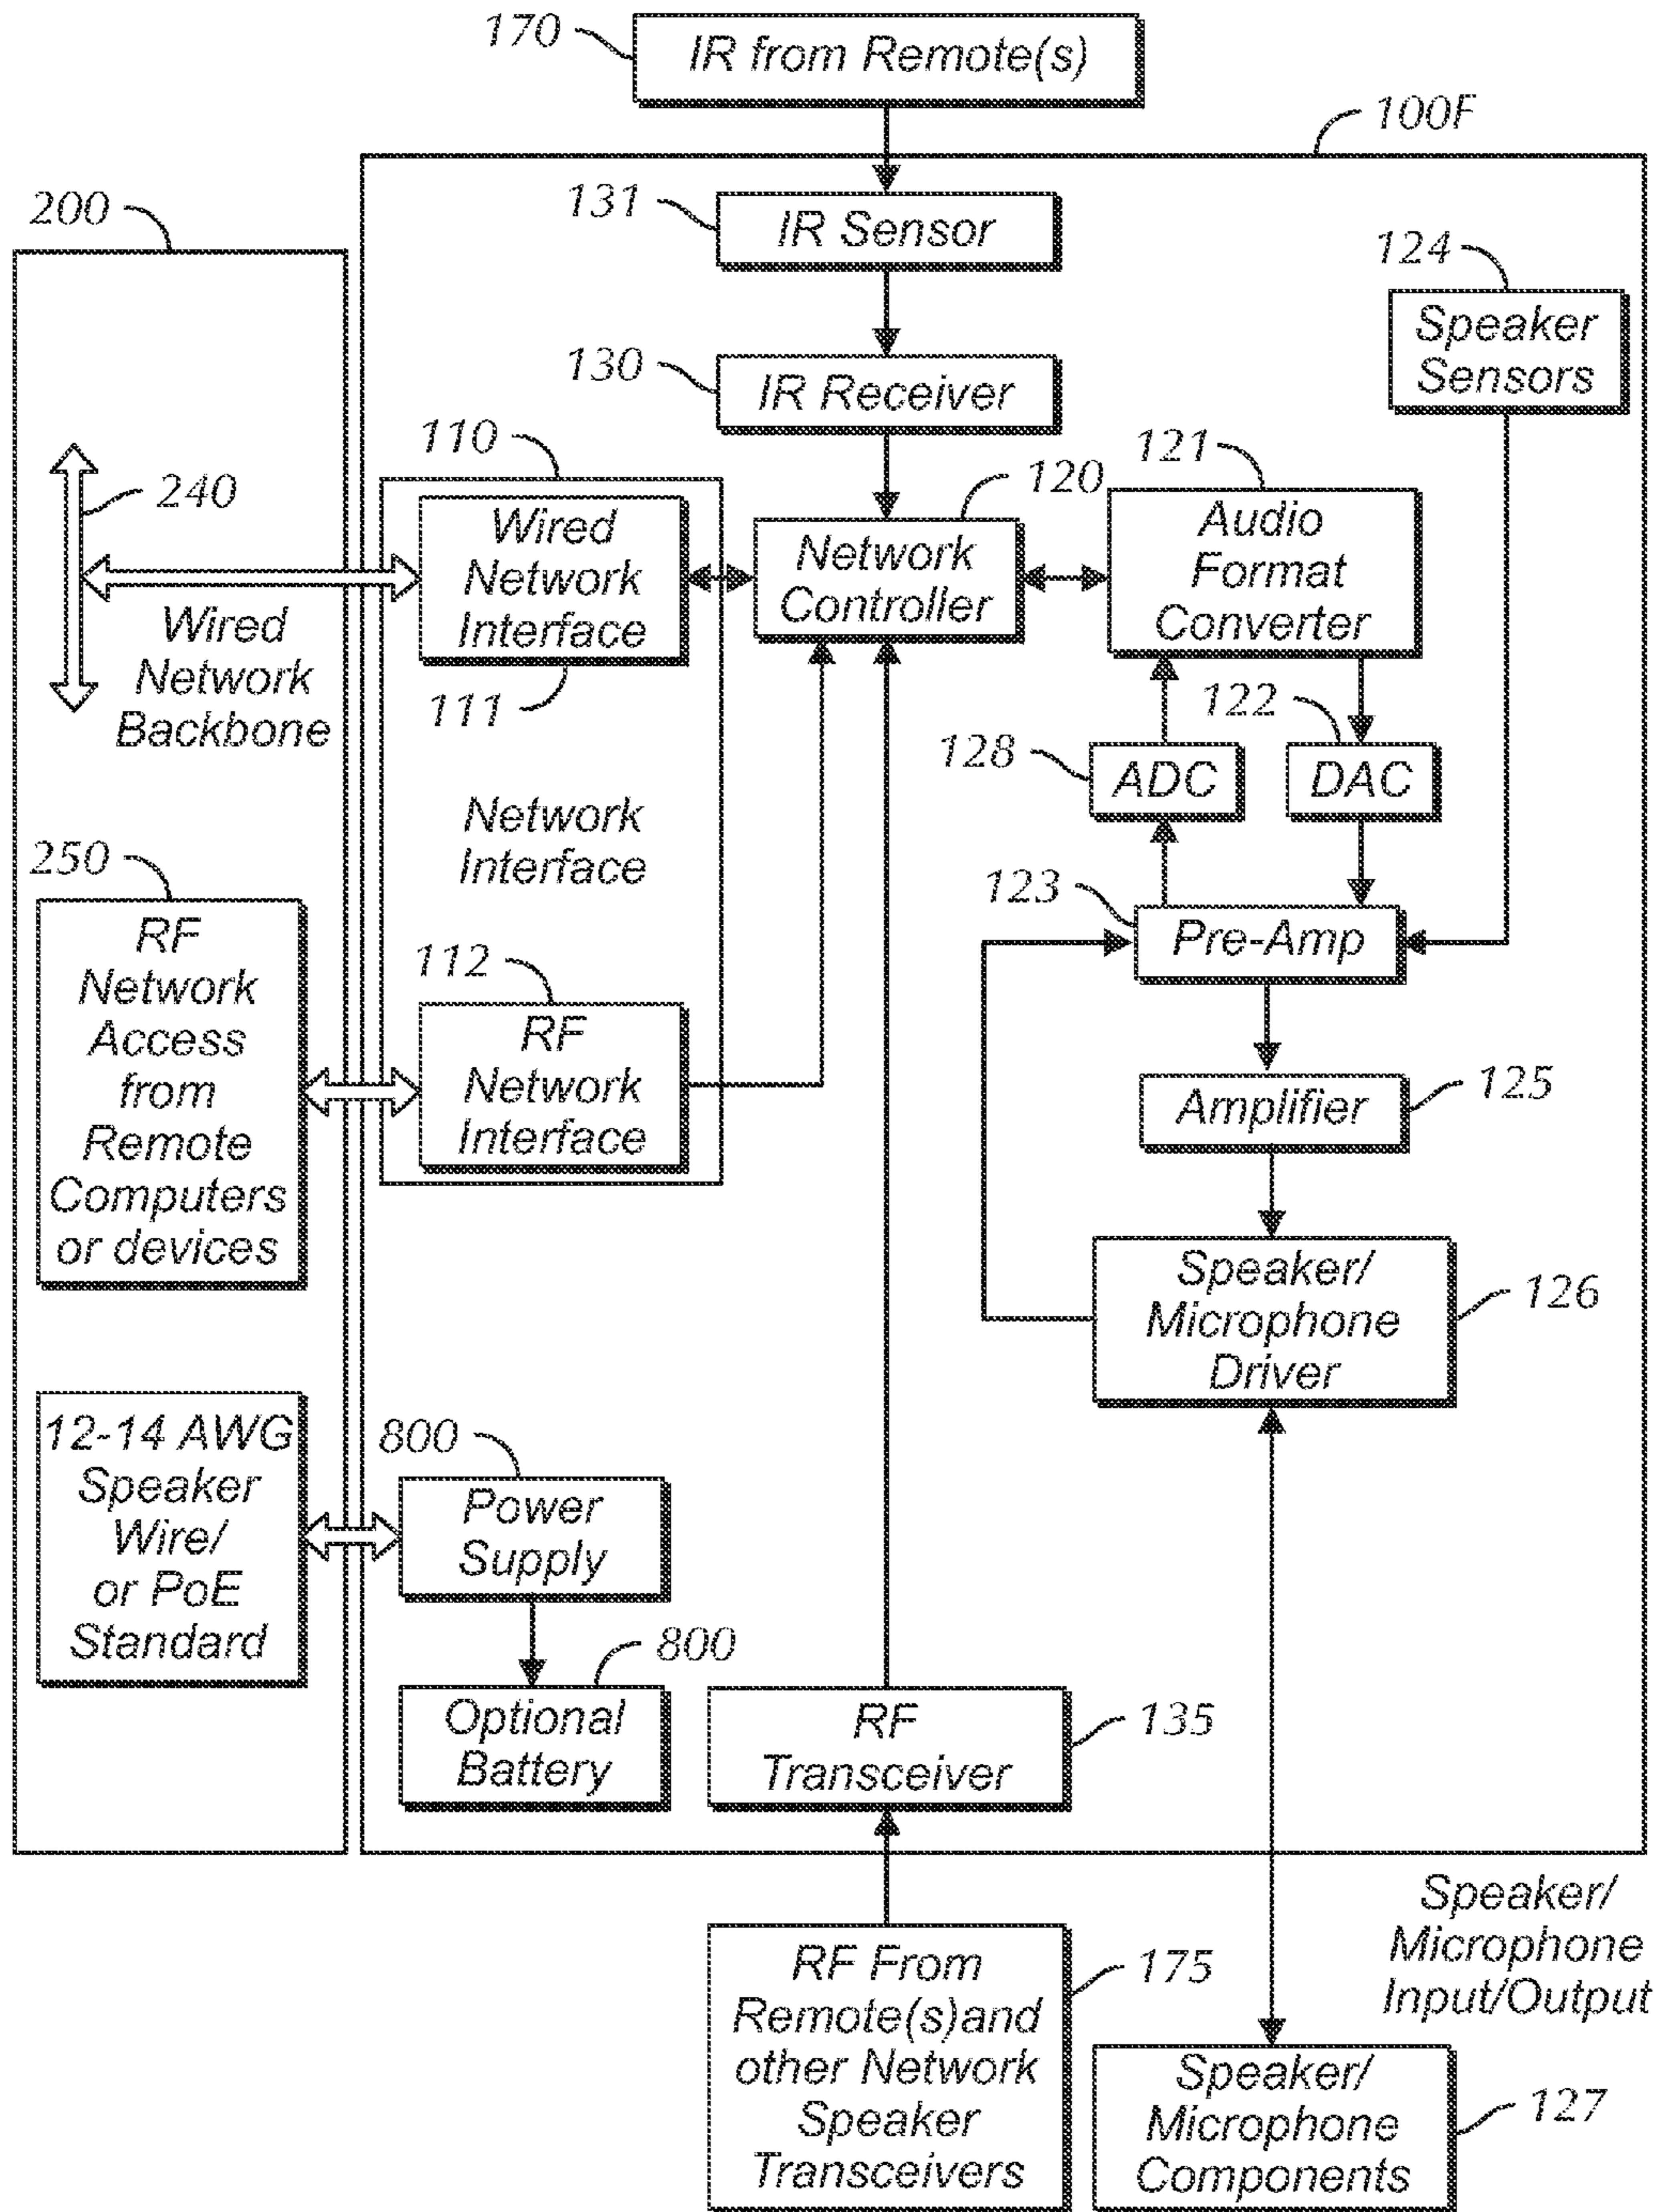 170
IR from Remote(s)
100F
131
IR Sensor
200
124
Speaker
Sensors
130
IR Receiver
110
240
Wired
Network
Interface
111
120
Network
Controller
121
Audio
Format
Converter
Wired
Network
Backbone
122
128
ADC
DAC
Network
Interface
250
RF
Network
Access
from
Remote
Computers
or devices
123
Pre-Amp
112
RF
Network
Interface
Amplifier
125
Speaker/
Microphone
Driver
126
12-14 AWG
Speaker
Wire/
or PoE
Standard
800
Power
Supply
800
Optional
Battery
RF
Transceiver
135
Speaker/
Microphone
Input/Output
RF From
Remote(s)and
other Network
Speaker
Transceivers
175
Speaker/
Microphone
Components
127